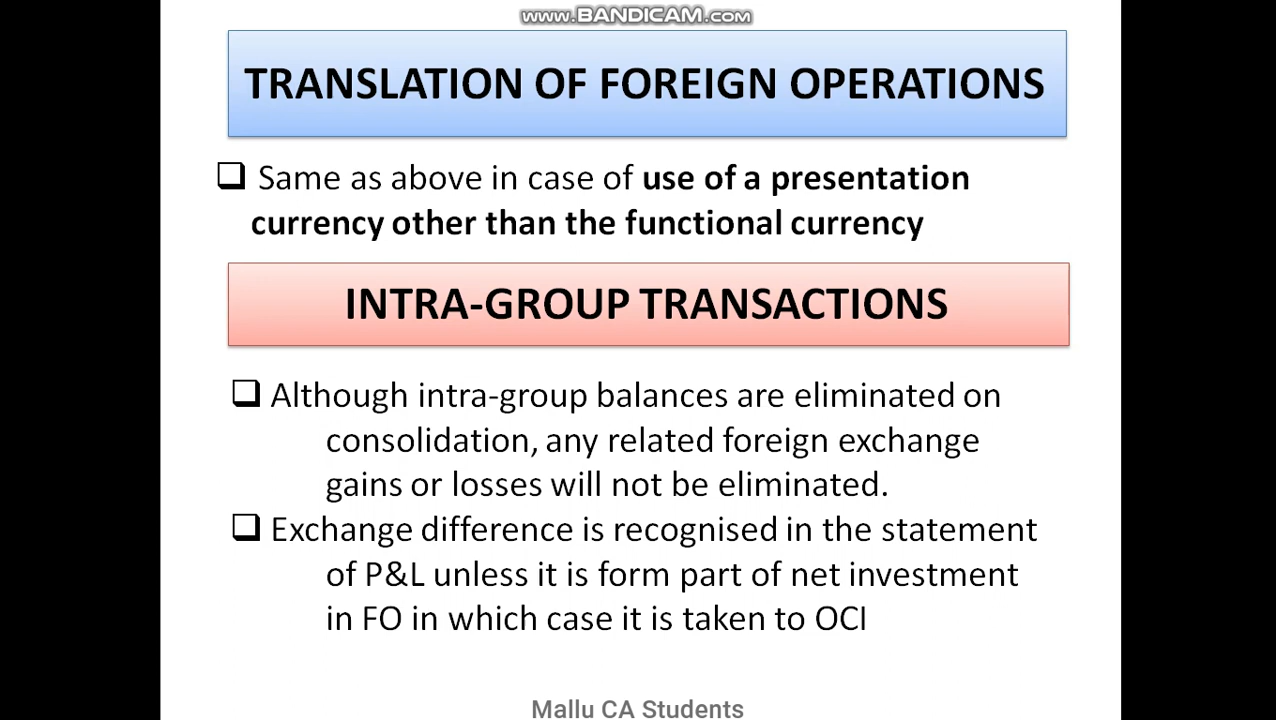 www.BANDICAM.com
TRANSLATION OF FOREIGN OPERATIONS
Same as above in case of use of a presentation
currency other than the functional currency
INTRA-GROUP TRANSACTIONS
Although intra-group balances are eliminated on
consolidation, any related foreign exchange
gains or losses will not be eliminated.
Exchange difference is recognised in the statement
of P&L unless it is form part of net investment
in FO in which case it is taken to OCI
Mallu CA Students